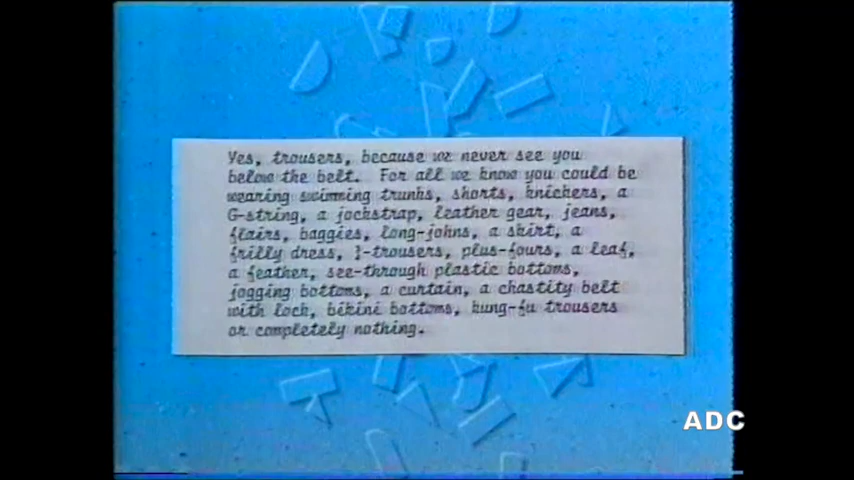 Yes, trousers, because we never see you
below the belt. For all we know you could be
wearing swimming trunks, shorts, knickers, a
G-string, a jockstrap, leather gear, jeans,
flairs, baggies, long-johns, a skirt, a
frilly dress, ¾-trousers, plus-fours, a leaf,
a feather, see-through plastic bottoms,
jogging bottoms, a curtain, a chastity belt
with lock, bikini bottoms, kung-fu trousers
or completely nothing.
ADC